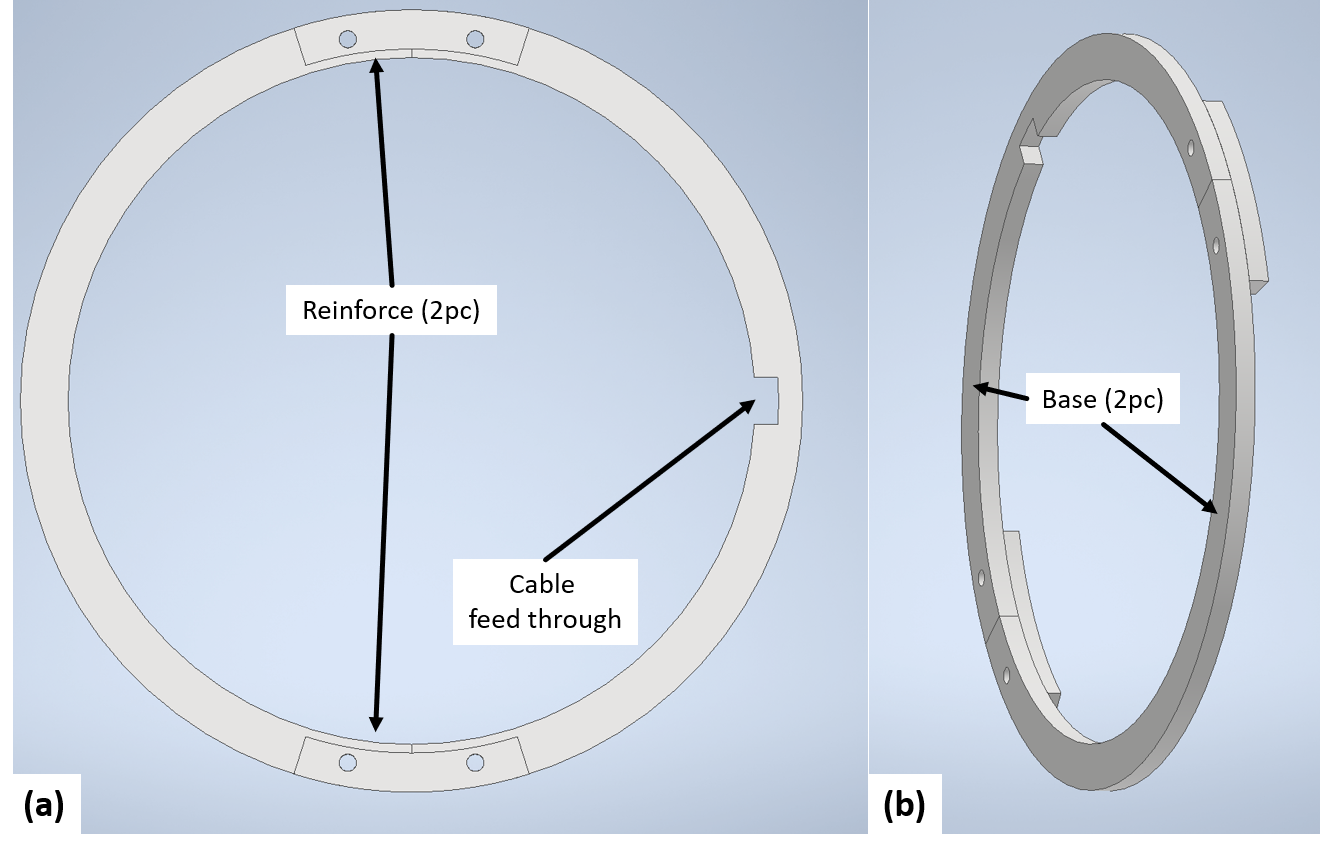 Reinforce (2pc)
Cable
feed through
(a)
Base (2pc)
(b)